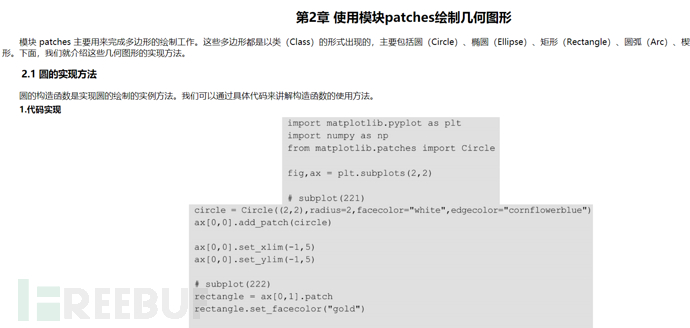 第2章 使用模块patches绘制几何图形
模块 patches 主要用来完成多边形的绘制工作。这些多边形都是以类（Class）的形式出现的，主要包括圆（Circle）、椭圆（Ellipse）、矩形（Rectangle）、圆弧（Arc）、楔
形。下面，我们就介绍这些几何图形的实现方法。
2.1 圆的实现方法
圆的构造函数是实现圆的绘制的实例方法。我们可以通过具体代码来讲解构造函数的使用方法。
1.代码实现
import matplotlib.pyplot as plt
import numpy as np
from matplotlib.patches import Circle
fig,ax = plt.subplots(2,2)
# subplot(221)
circle = Circle((2,2),radius=2,facecolor="white",edgecolor="cornflowerblue")
ax[0,0].add_patch(circle)
ax[0,0].set_xlim(-1,5)
ax[0,0].set_ylim(-1,5)
# subplot(222)
rectangle = ax[0,1].patch
rectangle.set_facecolor("gold")
FREEBUF